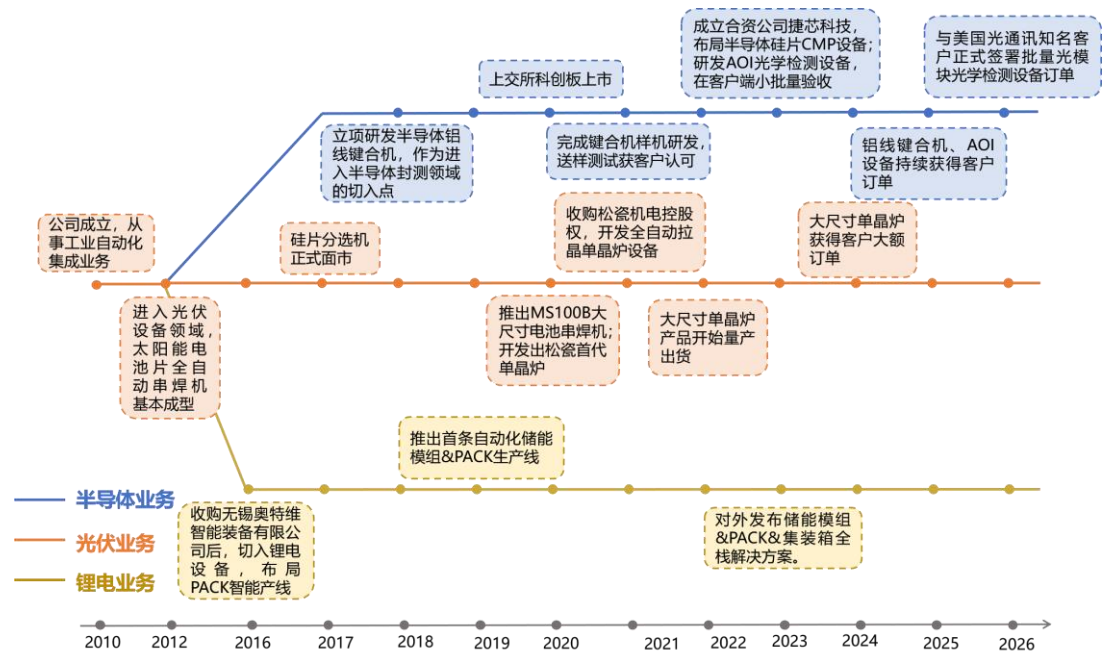 成立合资公司捷芯科技，
布局半导体硅片CMP设备；
研发AOI光学检测设备，
在客户端小批量验收
与美国光通讯知名客
户正式签署批量光模
块光学检测设备订单
上交所科创板上市
立项研发半导体铝
线键合机，作为进
入半导体封测领域
的切入点
完成键合机样机研发，
送样测试获客户认可
铝线键合机、AOI
设备持续获得客户
订单
公司成立，从
事工业自动化
集成业务
硅片分选机
正式面市
收购松瓷机电控股
权，开发全自动拉
晶单晶炉设备
大尺寸单晶炉
获得客户大额
订单
进入光伏
设备领域，
太阳能电
池片全自
动串焊机
基本成型
推出MS100B大
尺寸电池串焊机；
开发出松瓷首代
单晶炉
大尺寸单晶炉
产品开始量产
出货
推出首条自动化储能
模组&PACK生产线
收购无锡奥特维
智能装备有限公
司后，切入锂电
设备，布局
PACK智能产线
对外发布储能模组
&PACK&集装箱全
栈解决方案。
半导体业务
光伏业务
锂电业务
2010 2012 2016 2017 2018 2019 2020 2021 2022 2023 2024 2025 2026